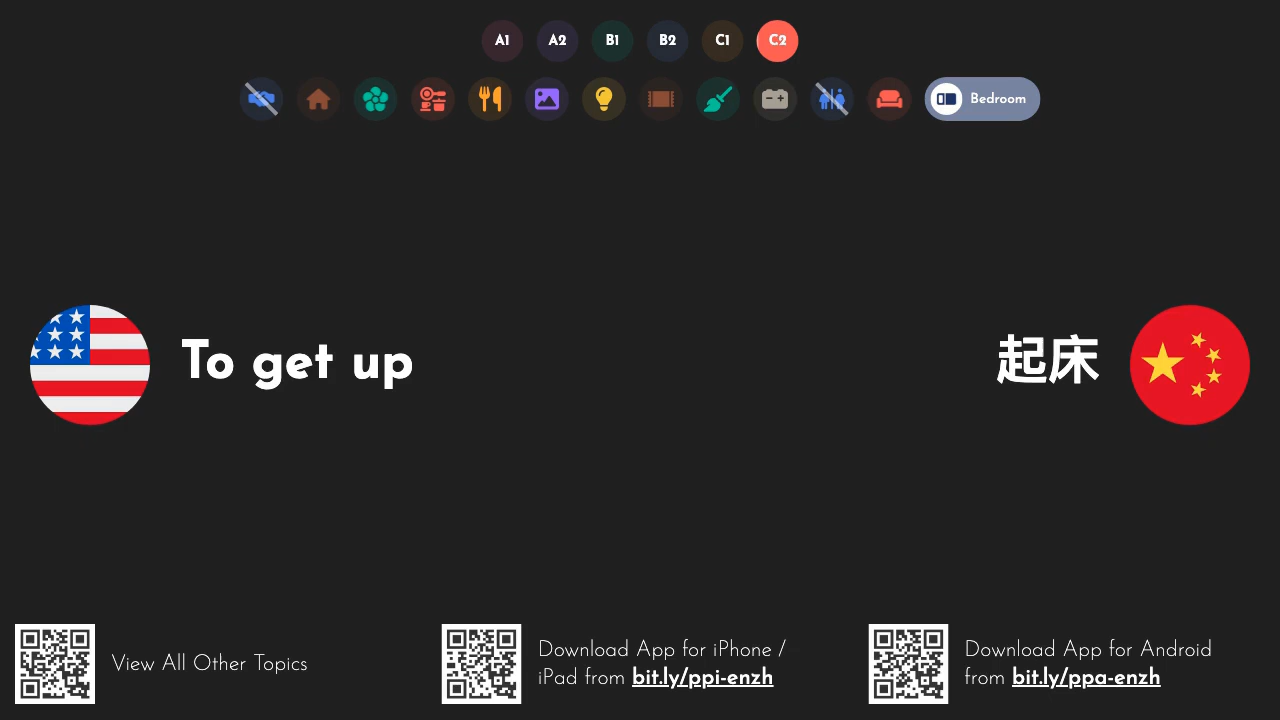 A1 A2 B1 B2 C1 C2
Bedroom
To get up
起床
View All Other Topics
Download App for iPhone /
iPad from bit.ly/ppi-enzh
Download App for Android
from bit.ly/ppa-enzh